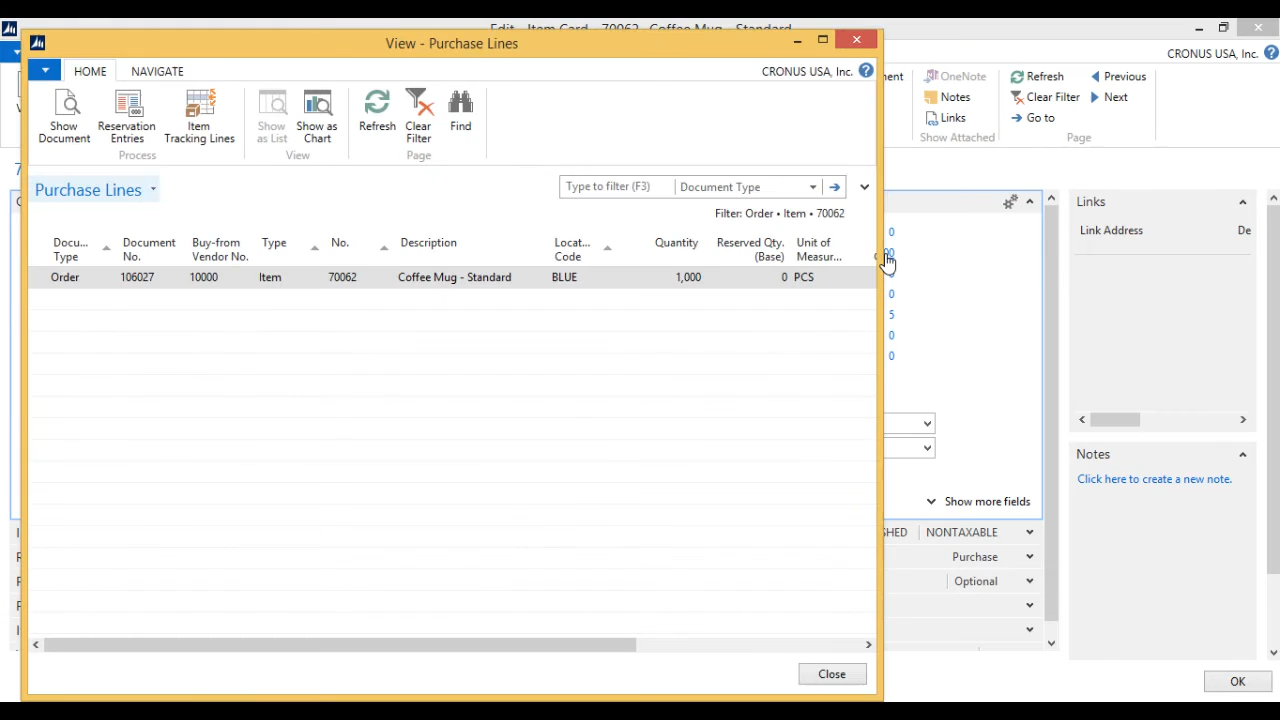 Edit - Item Card - 70062 · Coffee Mug - Standard
View - Purchase Lines
CRONUS USA, Inc.
HOME NAVIGATE CRONUS USA, Inc.
Show Document
Reservation Entries
Item Tracking Lines
Process
Show as List
Show as Chart
View
Refresh
Clear Filter
Find
Page
OneNote
Notes
Links
Show Attached
Refresh
Clear Filter
Go to
Previous
Next
Page
Purchase Lines
Type to filter (F3) Document Type
Filter: Order • Item • 70062
Docu... Type Document No. Buy-from Vendor No. Type No. Description Locat... Code Quantity Reserved Qty. (Base) Unit of Measur...
Order 106027 10000 Item 70062 Coffee Mug - Standard BLUE 1,000 0 PCS
Close
0
0
5
0
0
Show more fields
NONTAXABLE
Purchase
Optional
Links
Link Address De
Notes
Click here to create a new note.
OK